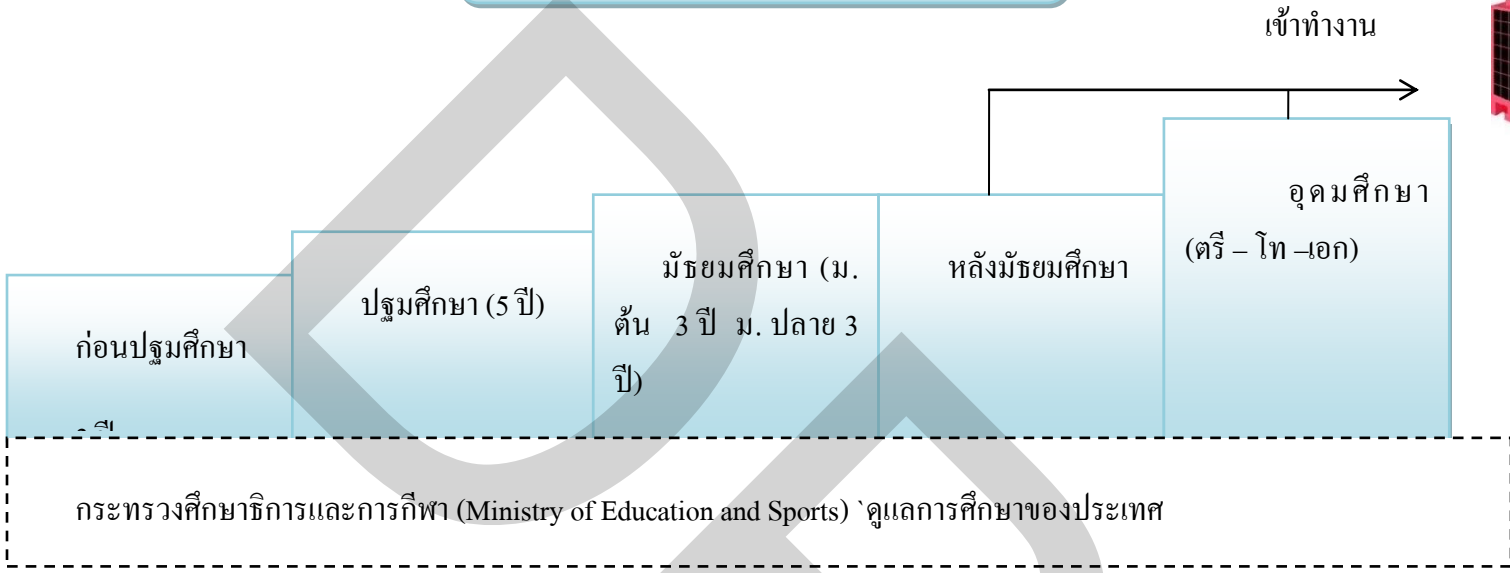 เข้าทำงาน
ก่อนปฐมศึกษา
ปี
ปฐมศึกษา (5 ปี)
มัธยมศึกษา (ม.
ต้น 3 ปี ม. ปลาย 3
ปี)
หลังมัธยมศึกษา
อุดมศึกษา
(ตรี – โท –เอก)
กระทรวงศึกษาธิการและการกีฬา (Ministry of Education and Sports) `ดูแลการศึกษาของประเทศ